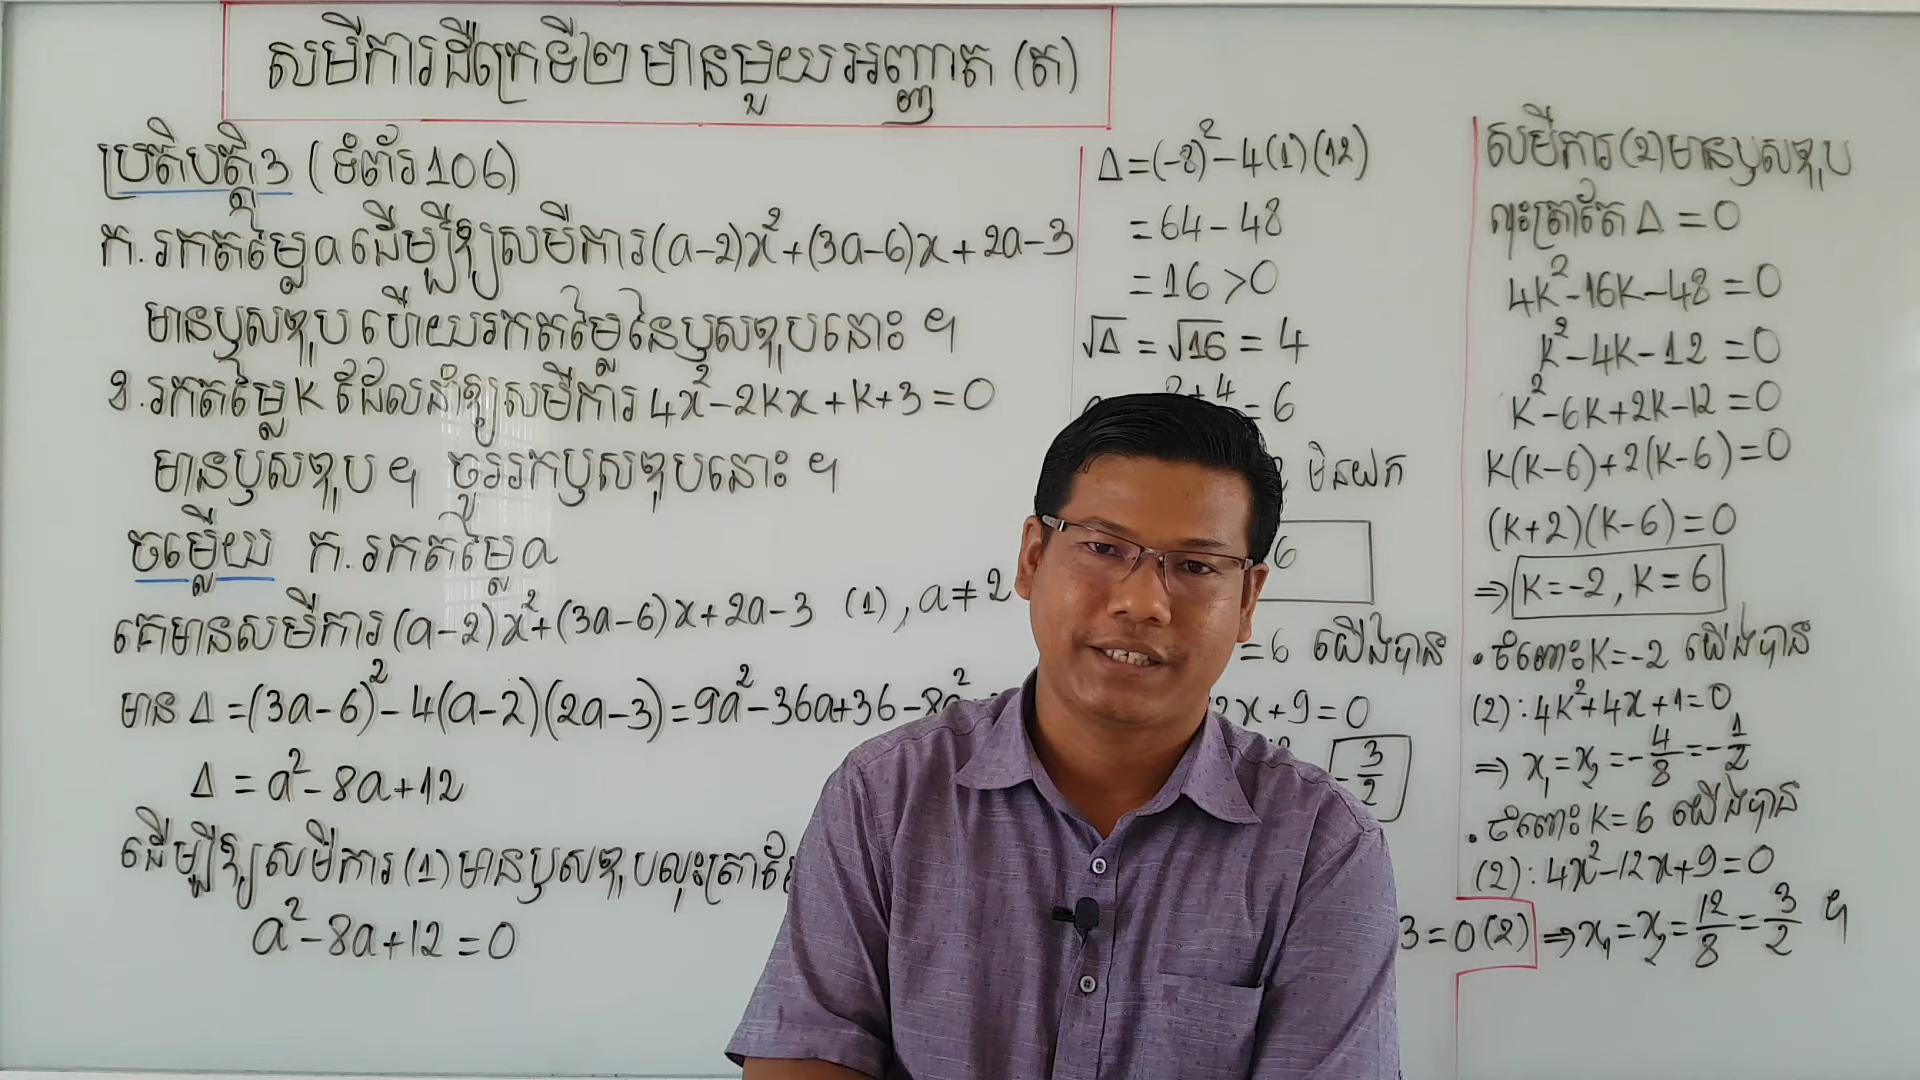 សមីការដឺក្រេទី២ មានមួយអញ្ញាត (ត)
ប្រតិបត្តិ3 (ទំព័រ106)
ក. រកតម្លៃ a ដើម្បីឱ្យសមីការ (a-2)x²+(3a-6)x+2a-3
មានឫសឌុប ហើយរកតម្លៃនៃឫសឌុបនោះ ។
ខ. រកតម្លៃ k ដែលនាំឱ្យសមីការ 4x²-2kx+k+3=0
មានឫសឌុប ។ ចូររកឫសឌុបនោះ ។
ចម្លើយ ក. រកតម្លៃ a
គេមានសមីការ (a-2)x²+(3a-6)x+2a-3 (1), a≠2
មាន Δ=(3a-6)²-4(a-2)(2a-3)=9a²-36a+36-8a²
Δ = a²-8a+12
ដើម្បីឱ្យសមីការ (1) មានឫសឌុបលុះត្រាតែ
a²-8a+12=0
Δ=(-8)²-4(1)(12)
=64-48
=16>0
√Δ = √16 = 4
+4 =6
មិនយក
6
=6 យើងបាន
2x+9=0
-3/2
3=0(2)
សមីការ (2) មានឫសឌុប
លុះត្រាតែ Δ=0
4k²-16k-48=0
k²-4k-12=0
k²-6k+2k-12=0
k(k-6)+2(k-6)=0
(k+2)(k-6)=0
⇒ k=-2, k=6
• ចំពោះ k=-2 យើងបាន
(2): 4k²+4x+1=0
⇒ x₁=x₂=-4/8=-1/2
• ចំពោះ k=6 យើងបាន
(2): 4x²-12x+9=0
⇒ x₁=x₂=12/8=3/2 ។